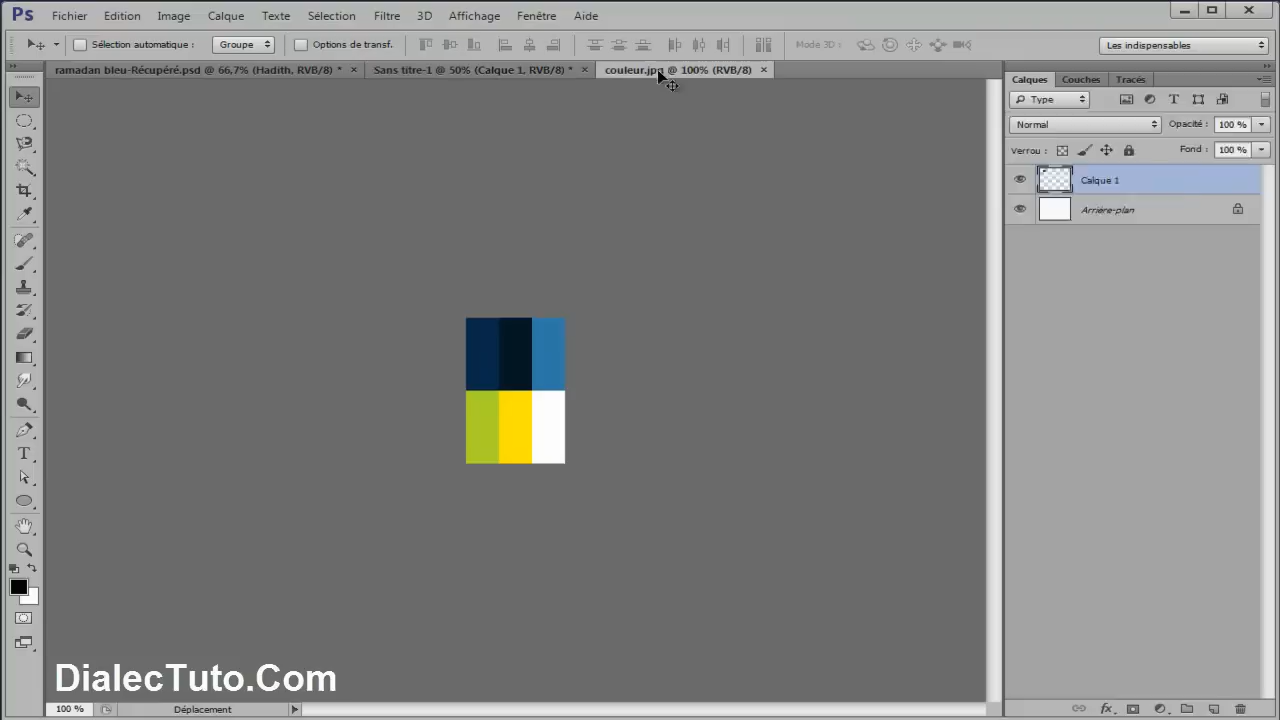 Ps Fichier Edition Image Calque Texte Sélection Filtre 3D Affichage Fenêtre Aide
Sélection automatique : Groupe Options de transf. Mode 3D : Les indispensables
ramadan bleu-Récupéré.psd @ 66,7% (Hadith, RVB/8) * × Sans titre-1 @ 50% (Calque 1, RVB/8) * × couleur.jpg @ 100% (RVB/8) ×
Calques Couches Tracés
Type
Normal Opacité : 100 %
Verrou : Fond : 100 %
Calque 1
Arrière-plan
DialecTuto.Com
100 % Déplacement